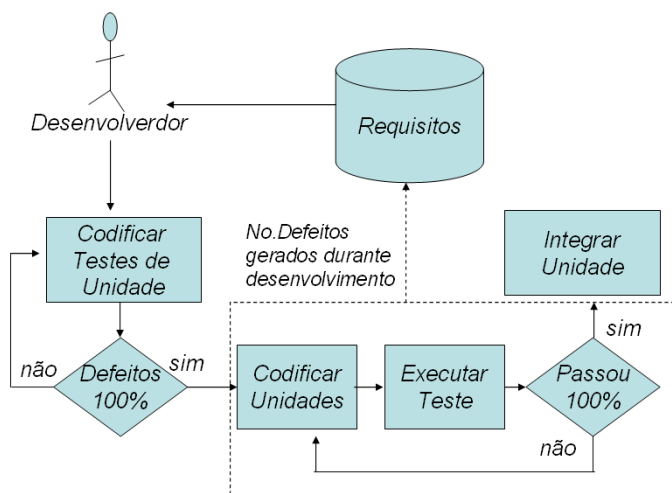 Desenvolverdor
Requisitos
Codificar
Testes de
Unidade
No.Defeitos
gerados durante
desenvolvimento
Integrar
Unidade
não
Defeitos
100%
sim
Codificar
Unidades
Executar
Teste
Passou
100%
sim
não